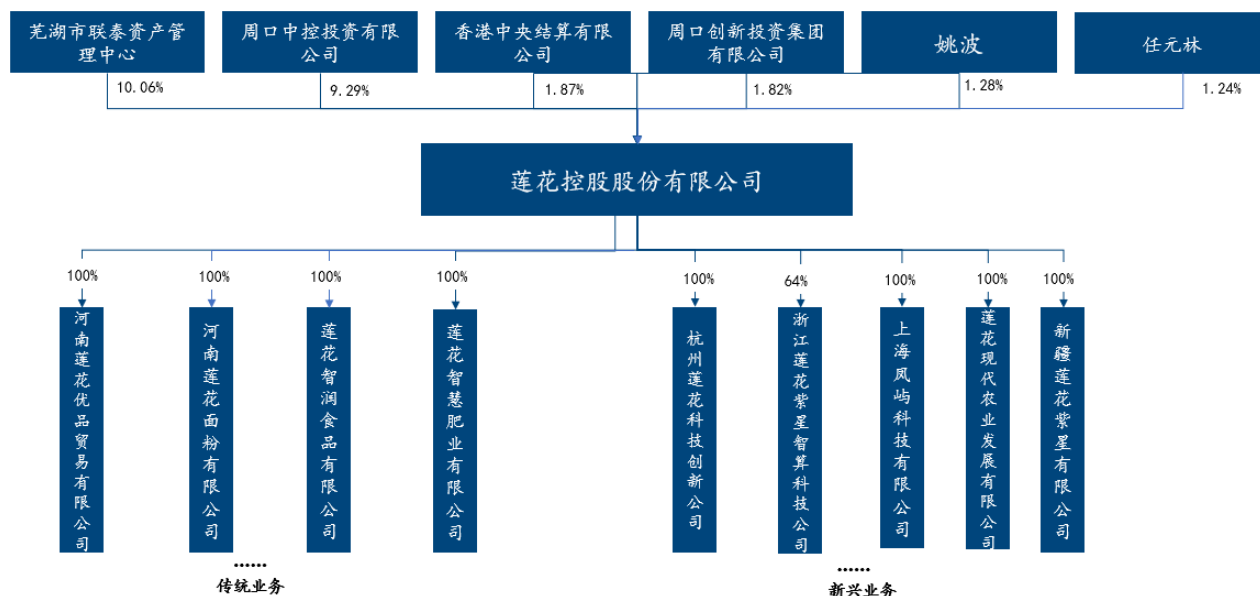 芜湖市联泰资产管
理中心
周口中控投资有限
公司
香港中央结算有限
公司
周口创新投资集团
有限公司
姚波
任元林
10.06%
9.29%
1.87%
1.82%
1.28%
1.24%
莲花控股股份有限公司
100%
100%
100%
100%
100%
64%
100%
100%
100%
河南莲花优品贸易有限公司
河南莲花面粉有限公司
莲花智润食品有限公司
莲花智慧肥业有限公司
杭州莲花科技创新公司
浙江莲花紫星智算科技公司
上海凤屿科技有限公司
莲花现代农业发展有限公司
新疆莲花紫星有限公司
……
传统业务
……
新兴业务